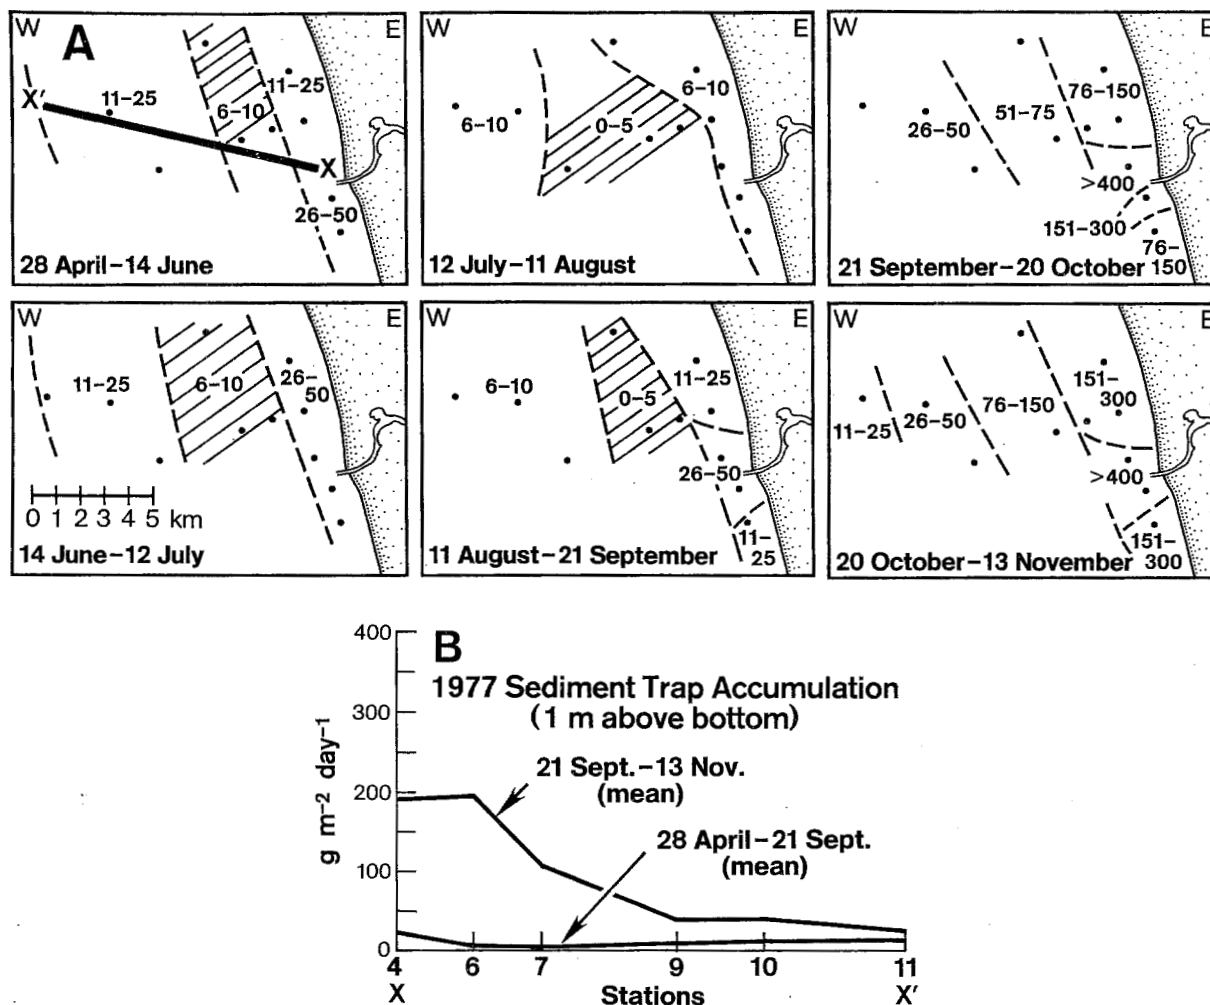 W
A
E
X′
11–25
11–25
6–10
X
26–50
28 April–14 June
W
E
6–10
6–10
0–5
12 July–11 August
W
E
76–150
51–75
26–50
>400
151–300
76–
150
21 September–20 October
W
E
11–25
6–10
26–
50
0 1 2 3 4 5 km
14 June–12 July
W
E
6–10
11–25
0–5
26–50
11–
25
11 August–21 September
W
E
151–
300
76–150
11–25
26–50
>400
151–
300
20 October–13 November
B
1977 Sediment Trap Accumulation
(1 m above bottom)
400
300
200
100
0
g m–2 day–1
21 Sept.–13 Nov.
(mean)
28 April–21 Sept.
(mean)
4 6 7 9 10 11
X Stations X′